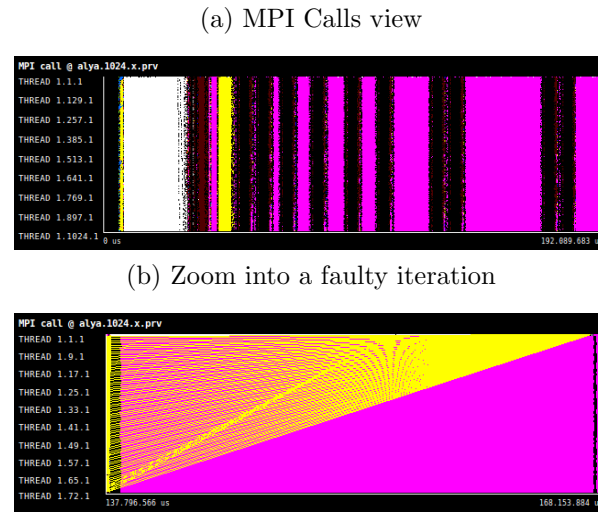 (a) MPI Calls view
MPI call @ alya.1024.x.prv
THREAD 1.1.1
THREAD 1.129.1
THREAD 1.257.1
THREAD 1.385.1
THREAD 1.513.1
THREAD 1.641.1
THREAD 1.769.1
THREAD 1.897.1
THREAD 1.1024.1
0 us
192.089.683 u
(b) Zoom into a faulty iteration
MPI call @ alya.1024.x.prv
THREAD 1.1.1
THREAD 1.9.1
THREAD 1.17.1
THREAD 1.25.1
THREAD 1.33.1
THREAD 1.41.1
THREAD 1.49.1
THREAD 1.57.1
THREAD 1.65.1
THREAD 1.72.1
137.796.566 us
168.153.884 u